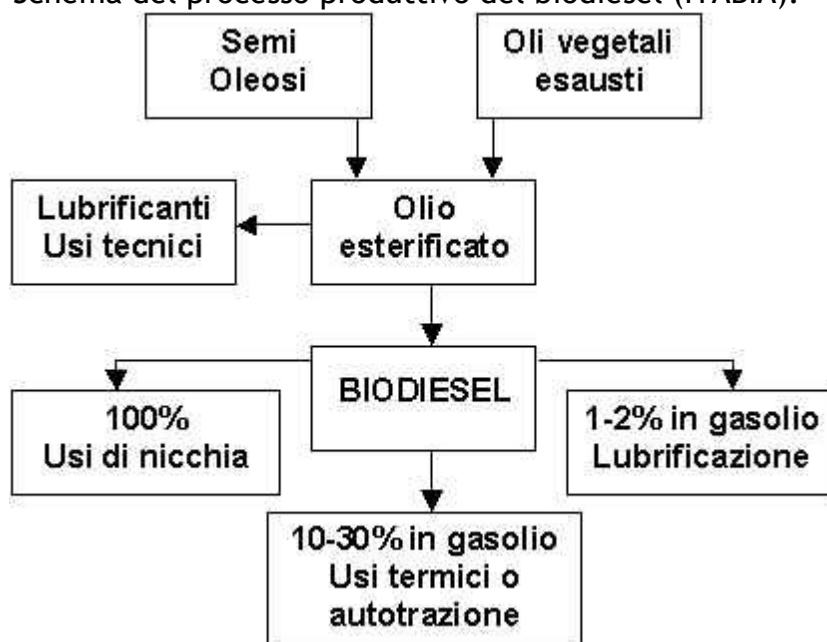 Schema del processo produttivo del biodiesel (ITABIA).
Semi
Oleosi
Oli vegetali
esausti
Lubrificanti
Usi tecnici
Olio
esterificato
BIODIESEL
100%
Usi di nicchia
1-2% in gasolio
Lubrificazione
10-30% in gasolio
Usi termici o
autotrazione